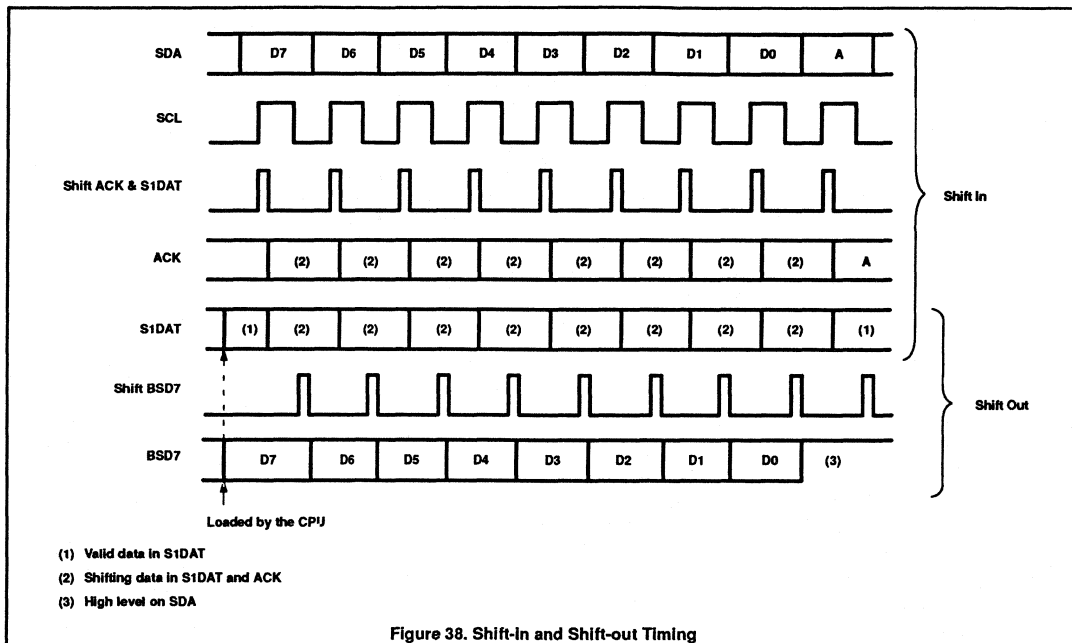 SDA D7 D6 D5 D4 D3 D2 D1 D0 A
SCL
Shift ACK & S1DAT
Shift In
ACK (2) (2) (2) (2) (2) (2) (2) (2) A
S1DAT (1) (2) (2) (2) (2) (2) (2) (2) (2) (1)
Shift BSD7
Shift Out
BSD7 D7 D6 D5 D4 D3 D2 D1 D0 (3)
Loaded by the CPU
(1) Valid data in S1DAT
(2) Shifting data in S1DAT and ACK
(3) High level on SDA
Figure 38. Shift-in and Shift-out Timing